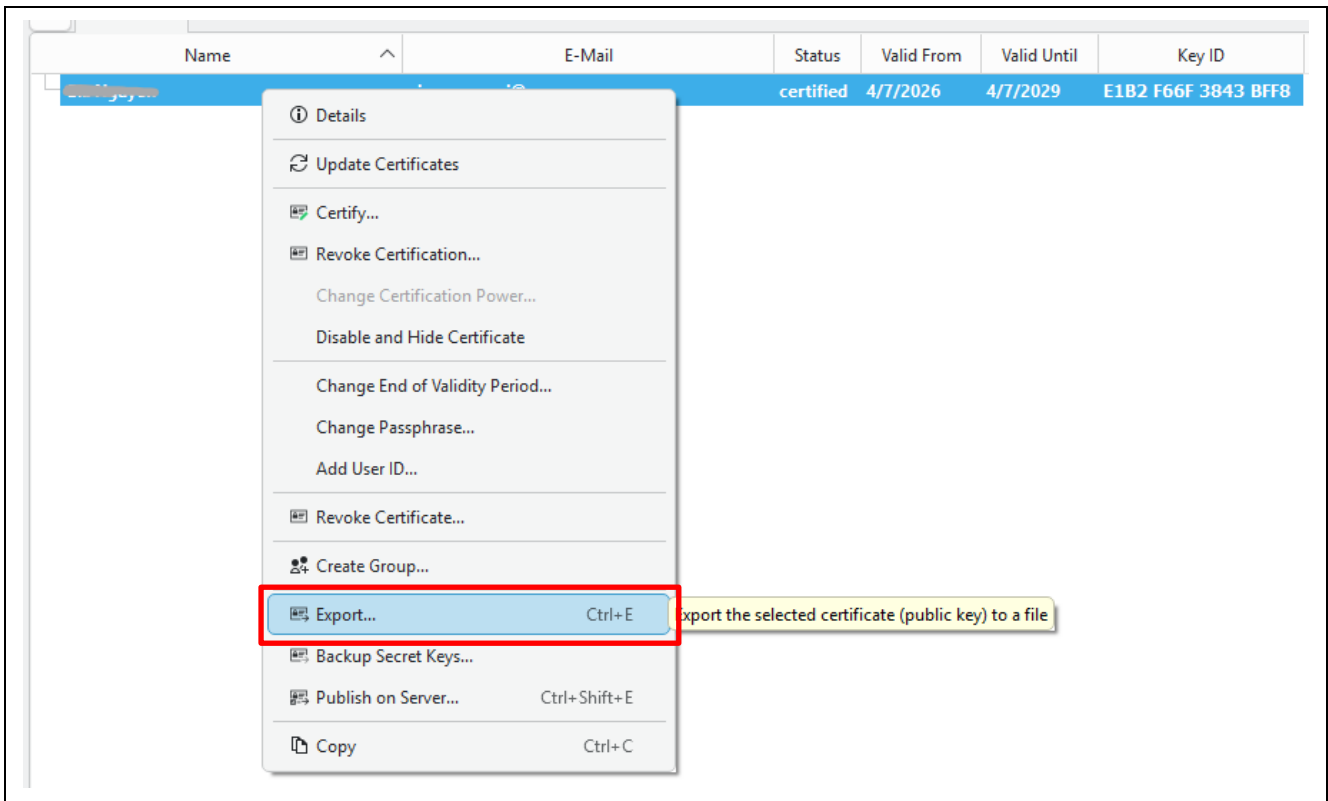 Name E-Mail Status Valid From Valid Until Key ID
certified 4/7/2026 4/7/2029 E1B2 F66F 3843 BFF8
Details
Update Certificates
Certify...
Revoke Certification...
Change Certification Power...
Disable and Hide Certificate
Change End of Validity Period...
Change Passphrase...
Add User ID...
Revoke Certificate...
Create Group...
Export... Ctrl+E Export the selected certificate (public key) to a file
Backup Secret Keys...
Publish on Server... Ctrl+Shift+E
Copy Ctrl+C